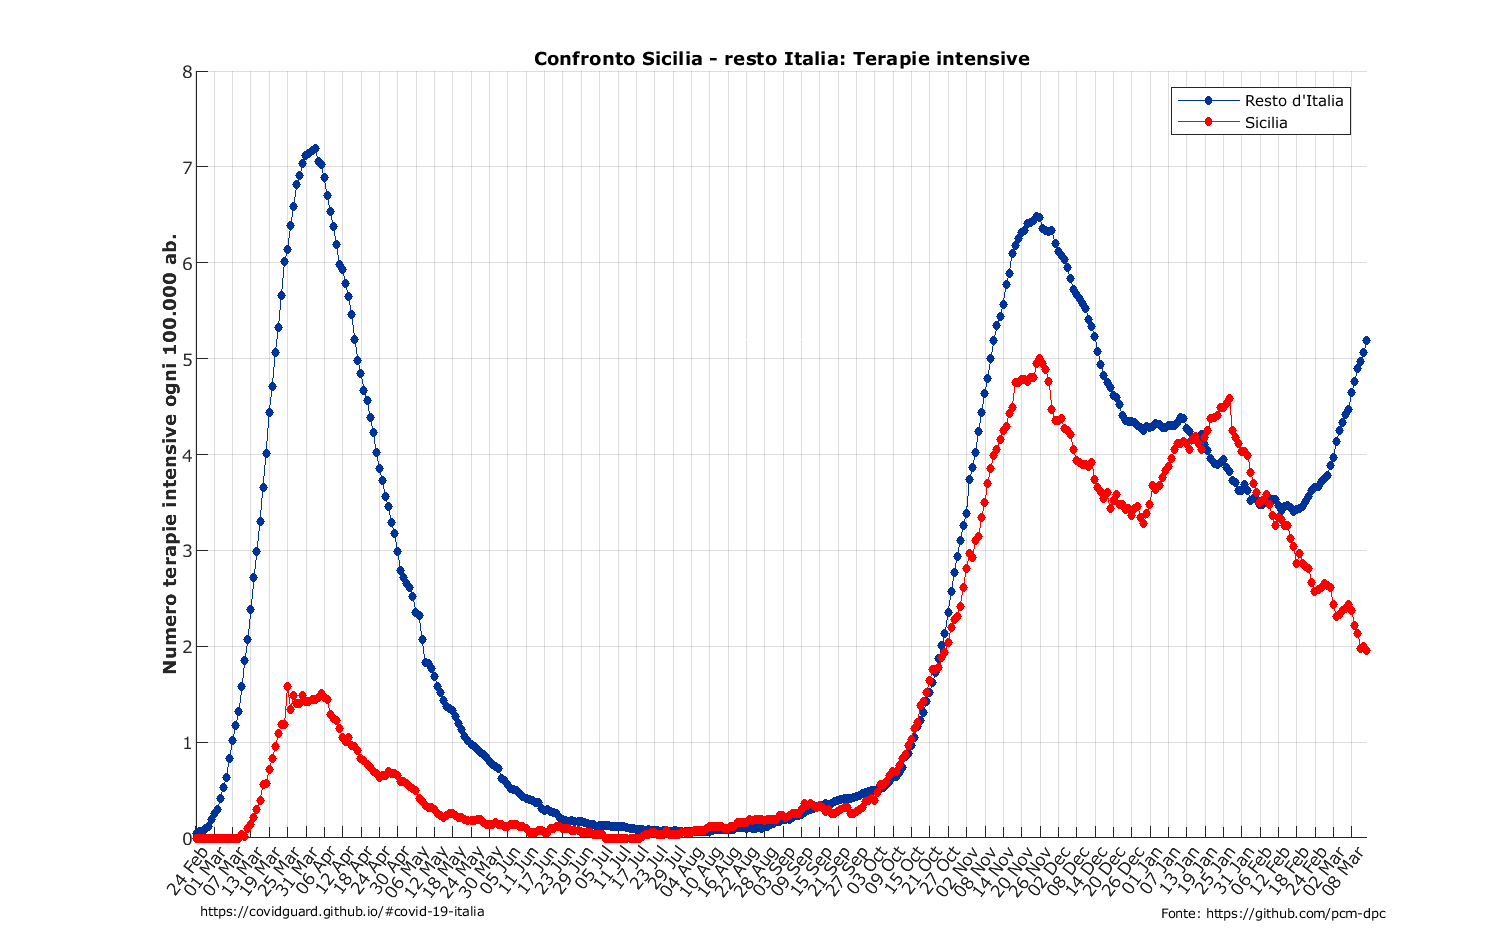 Confronto Sicilia - resto Italia: Terapie intensive
Resto d'Italia
Sicilia
Numero terapie intensive ogni 100.000 ab.
8
7
6
5
4
3
2
1
0
24 Feb
01 Mar
07 Mar
13 Mar
19 Mar
25 Mar
31 Mar
06 Apr
12 Apr
18 Apr
24 Apr
30 Apr
06 May
12 May
18 May
24 May
30 May
05 Jun
11 Jun
17 Jun
23 Jun
29 Jun
05 Jul
11 Jul
17 Jul
23 Jul
29 Jul
04 Aug
10 Aug
16 Aug
22 Aug
28 Aug
03 Sep
09 Sep
15 Sep
21 Sep
27 Sep
03 Oct
09 Oct
15 Oct
21 Oct
27 Oct
02 Nov
08 Nov
14 Nov
20 Nov
26 Nov
02 Dec
08 Dec
14 Dec
20 Dec
26 Dec
01 Jan
07 Jan
13 Jan
19 Jan
25 Jan
31 Jan
06 Feb
12 Feb
18 Feb
24 Feb
02 Mar
08 Mar
https://covidguard.github.io/#covid-19-italia
Fonte: https://github.com/pcm-dpc